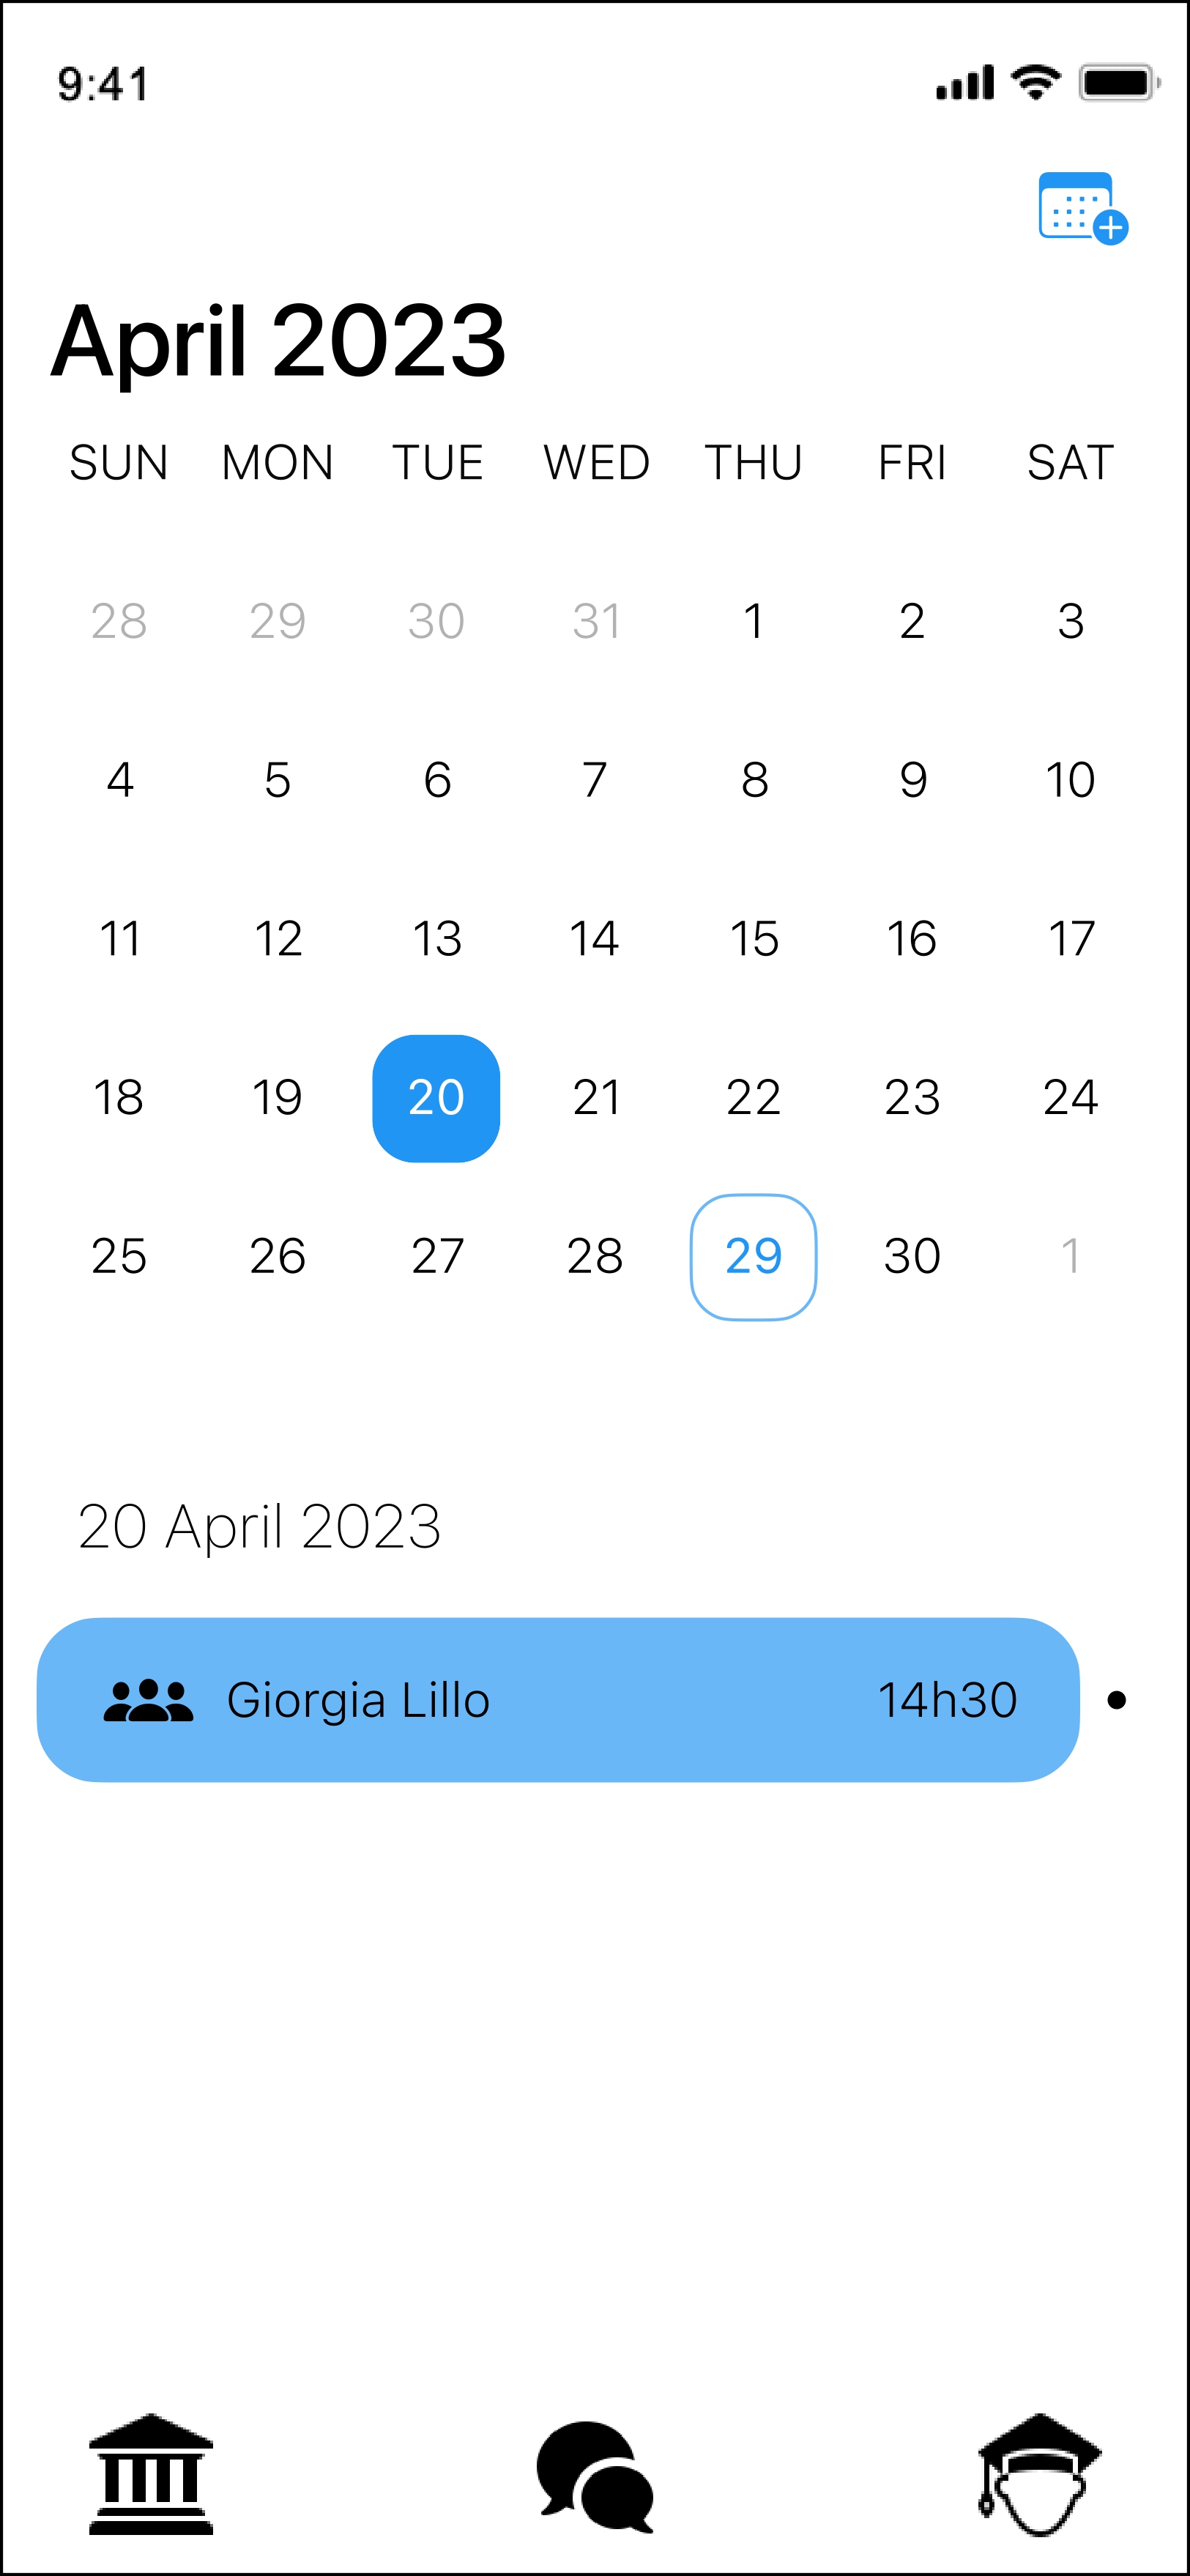 9:41
April 2023
SUN MON TUE WED THU FRI SAT
28 29 30 31 1 2 3
4 5 6 7 8 9 10
11 12 13 14 15 16 17
18 19 20 21 22 23 24
25 26 27 28 29 30 1
20 April 2023
Giorgia Lillo 14h30